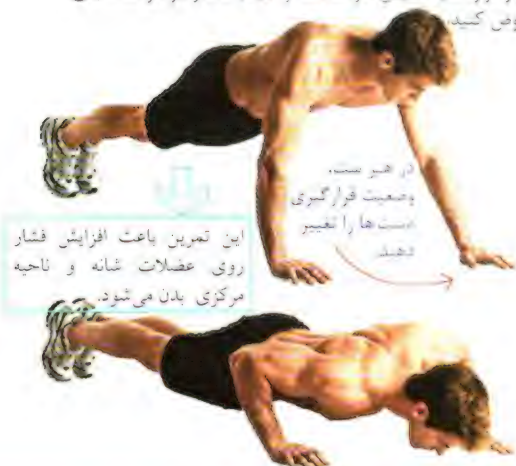 عوض کنید.
در هر ست،
وضعیت قرارگیری
دست‌ها را تغییر
دهید.
این تمرین باعث افزایش فشار
روی عضلات شانه و ناحیه
مرکزی بدن می‌شود.